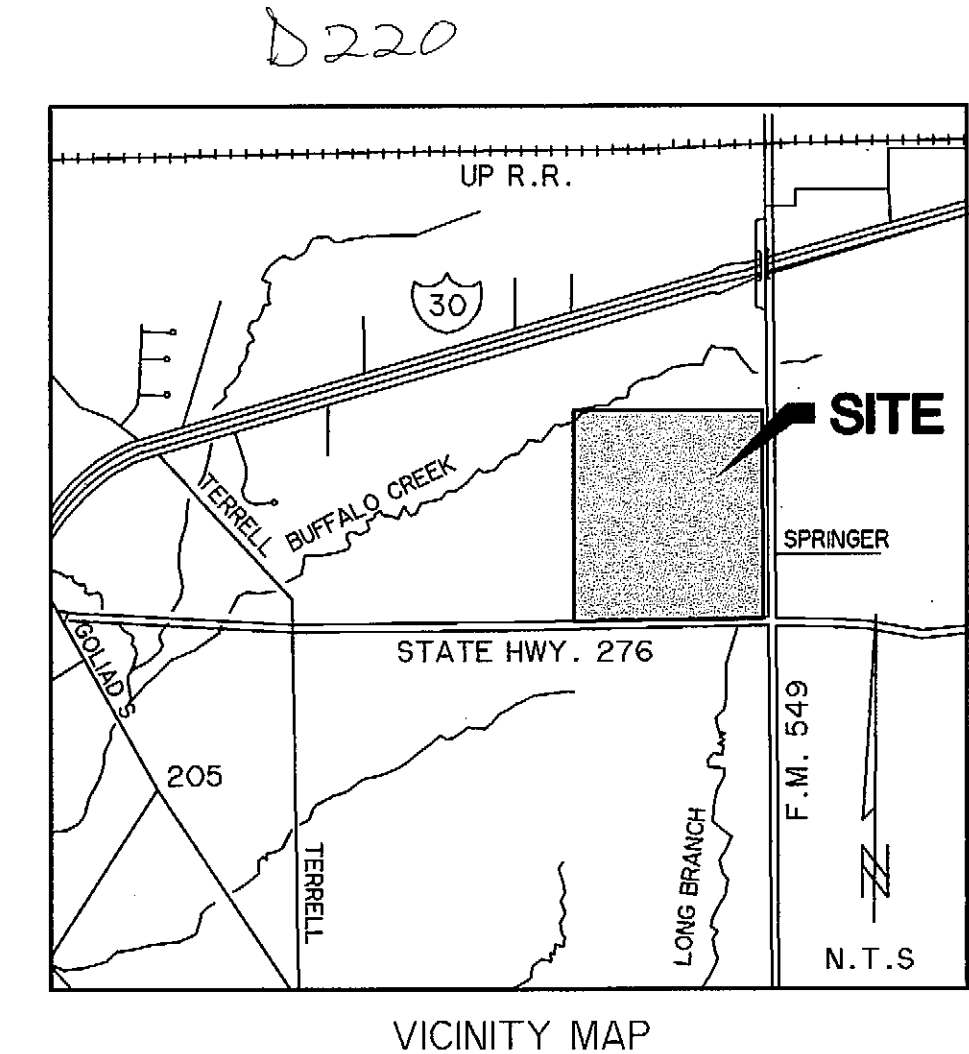 D220
UP R.R.
30
SITE
TERRELL
BUFFALO CREEK
SPRINGER
GOLIAD S
STATE HWY. 276
205
F.M. 549
TERRELL
LONG BRANCH
N
N.T.S
VICINITY MAP